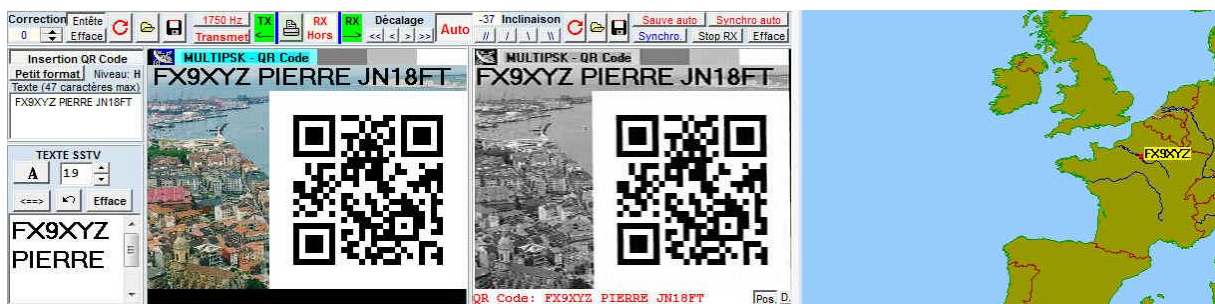 Correction
0
Entête
Efface
1750 Hz
Transmet
TX
<---
RX
Hors
RX
--->
Décalage
<< < > >>
Auto
-37 Inclinaison
// / \ \\
Sauve auto
Synchro auto
Synchro.
Stop RX
Efface
Insertion QR Code
Petit format
Niveau: H
Texte (47 caractères max)
FX9XYZ PIERRE JN18FT
TEXTE SSTV
A
19
<==>
Efface
FX9XYZ
PIERRE
MULTIPSK - QR Code
FX9XYZ PIERRE JN18FT
MULTIPSK - QR Code
FX9XYZ PIERRE JN18FT
QR Code: FX9XYZ PIERRE JN18FT
Pos.
D.
FX9XYZ